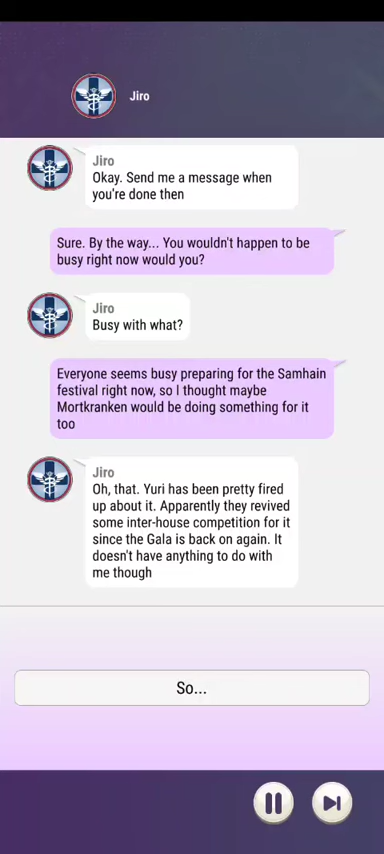 Jiro
Jiro
Okay. Send me a message when
you're done then
Sure. By the way... You wouldn't happen to be
busy right now would you?
Jiro
Busy with what?
Everyone seems busy preparing for the Samhain
festival right now, so I thought maybe
Mortkranken would be doing something for it
too
Jiro
Oh, that. Yuri has been pretty fired
up about it. Apparently they revived
some inter-house competition for it
since the Gala is back on again. It
doesn't have anything to do with
me though
So...